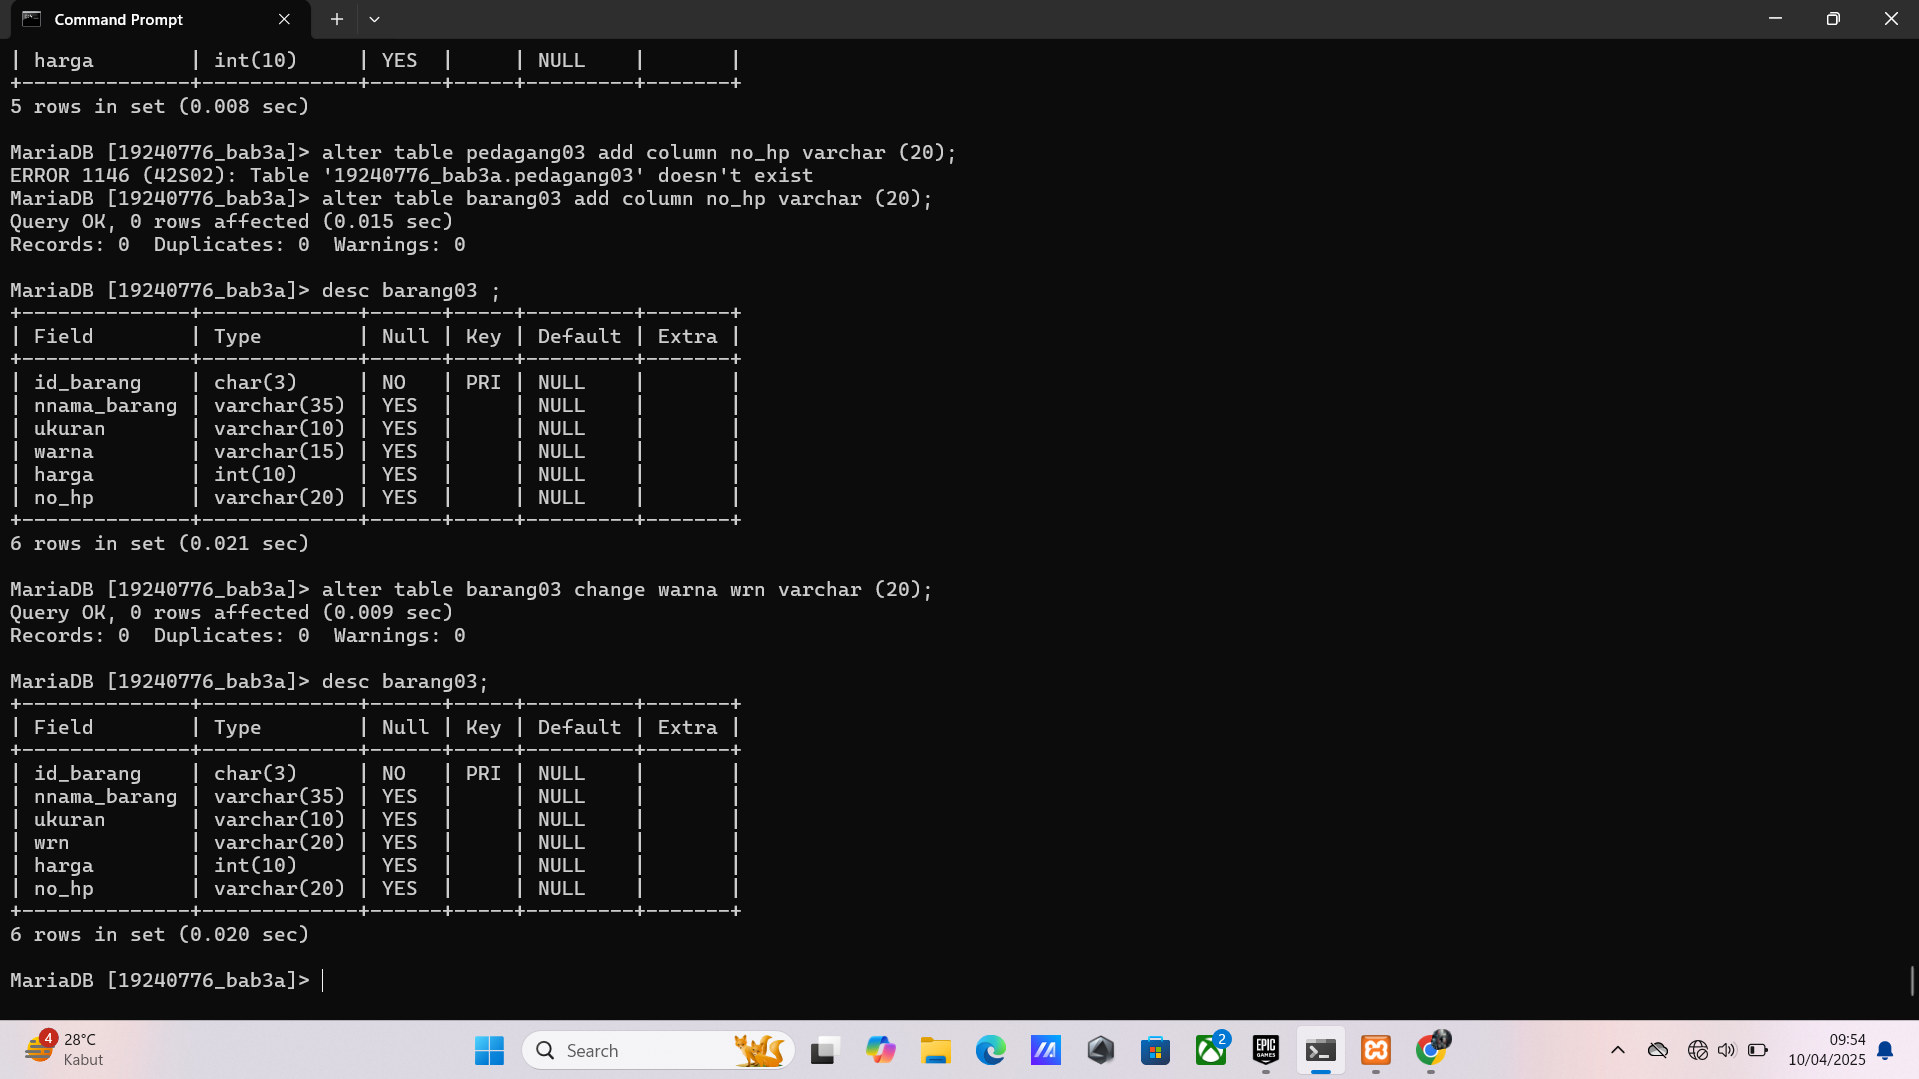 Command Prompt
| harga        | int(10)     | YES  |     | NULL    |       |
+--------------+-------------+------+-----+---------+-------+
5 rows in set (0.008 sec)
MariaDB [19240776_bab3a]> alter table pedagang03 add column no_hp varchar (20);
ERROR 1146 (42S02): Table '19240776_bab3a.pedagang03' doesn't exist
MariaDB [19240776_bab3a]> alter table barang03 add column no_hp varchar (20);
Query OK, 0 rows affected (0.015 sec)
Records: 0  Duplicates: 0  Warnings: 0
MariaDB [19240776_bab3a]> desc barang03 ;
+--------------+-------------+------+-----+---------+-------+
| Field        | Type        | Null | Key | Default | Extra |
+--------------+-------------+------+-----+---------+-------+
| id_barang    | char(3)     | NO   | PRI | NULL    |       |
| nnama_barang | varchar(35) | YES  |     | NULL    |       |
| ukuran       | varchar(10) | YES  |     | NULL    |       |
| warna        | varchar(15) | YES  |     | NULL    |       |
| harga        | int(10)     | YES  |     | NULL    |       |
| no_hp        | varchar(20) | YES  |     | NULL    |       |
+--------------+-------------+------+-----+---------+-------+
6 rows in set (0.021 sec)
MariaDB [19240776_bab3a]> alter table barang03 change warna wrn varchar (20);
Query OK, 0 rows affected (0.009 sec)
Records: 0  Duplicates: 0  Warnings: 0
MariaDB [19240776_bab3a]> desc barang03;
+--------------+-------------+------+-----+---------+-------+
| Field        | Type        | Null | Key | Default | Extra |
+--------------+-------------+------+-----+---------+-------+
| id_barang    | char(3)     | NO   | PRI | NULL    |       |
| nnama_barang | varchar(35) | YES  |     | NULL    |       |
| ukuran       | varchar(10) | YES  |     | NULL    |       |
| wrn          | varchar(20) | YES  |     | NULL    |       |
| harga        | int(10)     | YES  |     | NULL    |       |
| no_hp        | varchar(20) | YES  |     | NULL    |       |
+--------------+-------------+------+-----+---------+-------+
6 rows in set (0.020 sec)
MariaDB [19240776_bab3a]>
4
28°C
Kabut
Search
2
EPIC
GAMES
09:54
10/04/2025